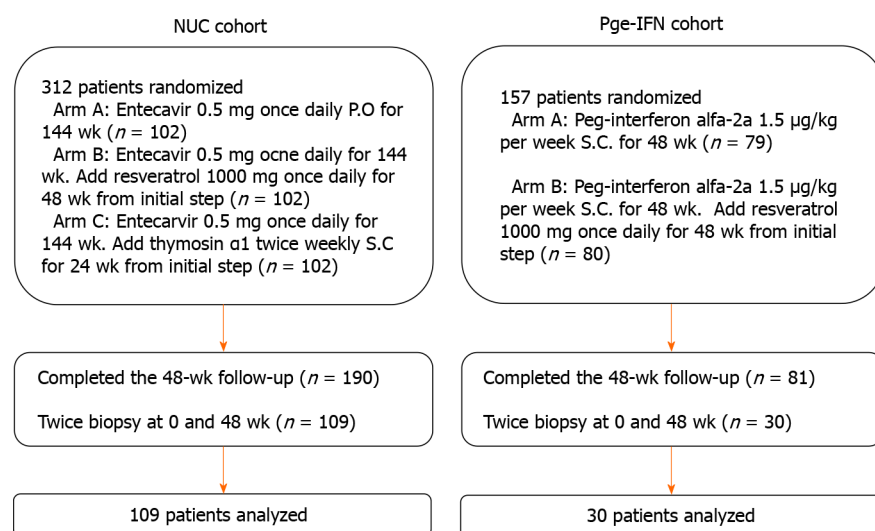 NUC cohort
312 patients randomized
Arm A: Entecavir 0.5 mg once daily P.O for
144 wk (n = 102)
Arm B: Entecavir 0.5 mg ocne daily for 144
wk. Add resveratrol 1000 mg once daily for
48 wk from initial step (n = 102)
Arm C: Entecarvir 0.5 mg once daily for
144 wk. Add thymosin α1 twice weekly S.C
for 24 wk from initial step (n = 102)
Completed the 48-wk follow-up (n = 190)
Twice biopsy at 0 and 48 wk (n = 109)
109 patients analyzed
Pge-IFN cohort
157 patients randomized
Arm A: Peg-interferon alfa-2a 1.5 µg/kg
per week S.C. for 48 wk (n = 79)
Arm B: Peg-interferon alfa-2a 1.5 µg/kg
per week S.C. for 48 wk. Add resveratrol
1000 mg once daily for 48 wk from initial
step (n = 80)
Completed the 48-wk follow-up (n = 81)
Twice biopsy at 0 and 48 wk (n = 30)
30 patients analyzed